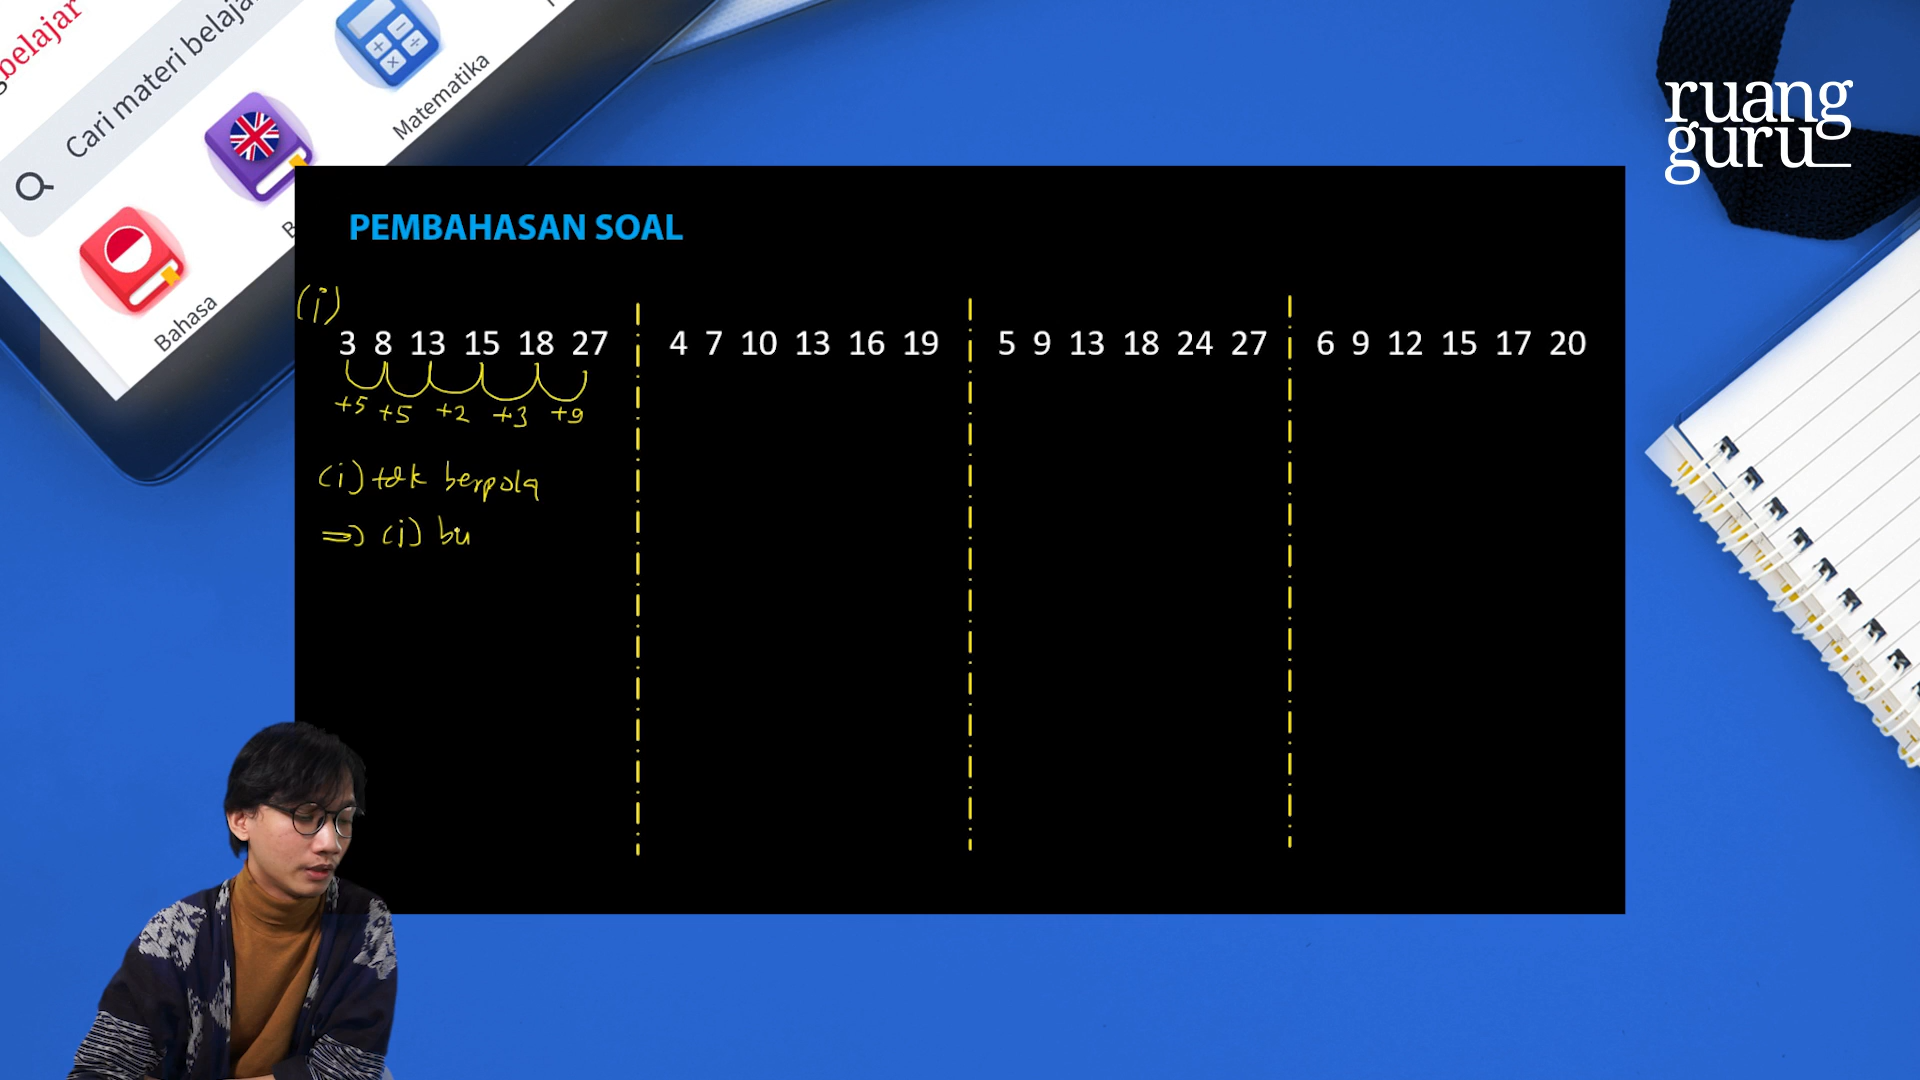 belajar
Cari materi belaja
Matematika
B
Bahasa
ruang
guru
PEMBAHASAN SOAL
(i)
3 8 13 15 18 27
4 7 10 13 16 19
5 9 13 18 24 27
6 9 12 15 17 20
+5 +5 +2 +3 +9
(i) tdk berpola
⇒ (i) bu